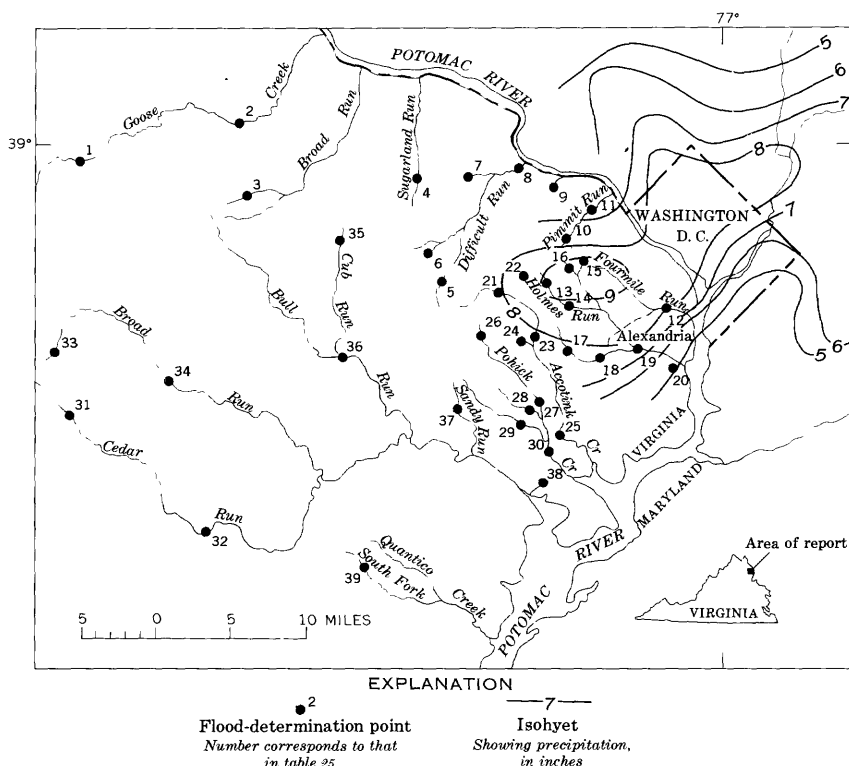 77°
39°
POTOMAC RIVER
5
6
7
8
7
6
5
WASHINGTON
D. C.
Goose Creek
1
2
Broad Run
3
Sugarland Run
4
7
8
9
Difficult Run
6
5
Pimmit Run
10
11
35
Cub Run
36
Bull Run
Fourmile Run
16
15
13
14
9
12
22
21
Holmes Run
8
Alexandria
26
24
23
17
18
19
20
Pohick Cr
Accotink Cr
33
Broad Run
34
31
Cedar Run
32
Sandy Run
37
28
27
29
25
30
38
VIRGINIA
MARYLAND
POTOMAC RIVER
Quantico Creek
South Fork
39
Area of report
VIRGINIA
5 0 5 10 MILES
EXPLANATION
2
Flood-determination point
Number corresponds to that
in table 25
7
Isohyet
Showing precipitation,
in inches